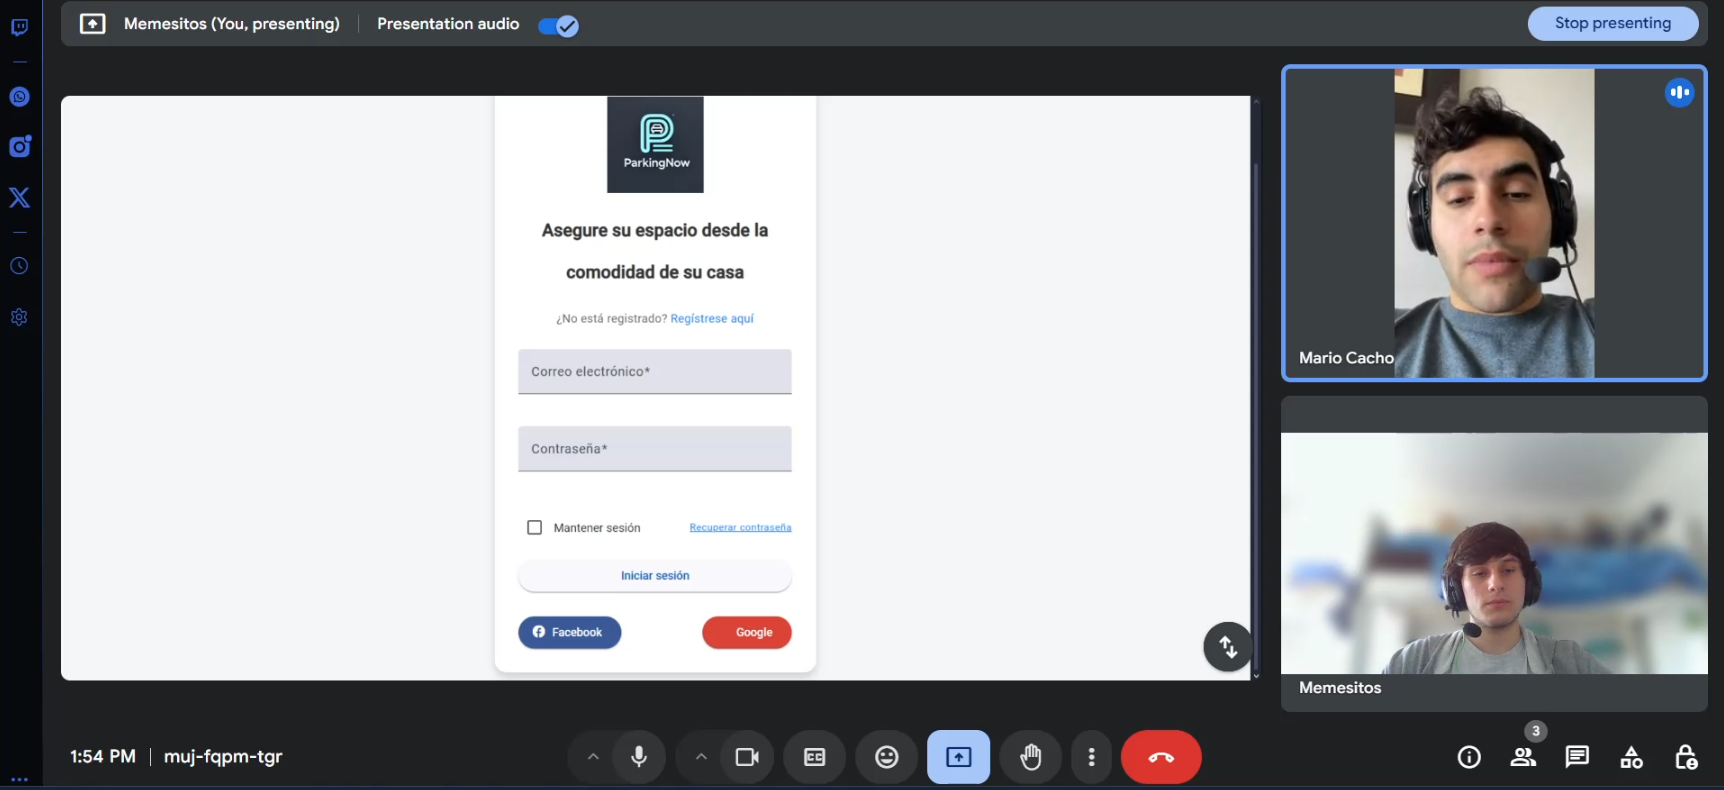 Memesitos (You, presenting)
Presentation audio
Stop presenting
ParkingNow
Asegure su espacio desde la
comodidad de su casa
¿No está registrado? Regístrese aquí
Correo electrónico*
Contraseña*
Mantener sesión
Recuperar contraseña
Iniciar sesión
Facebook
Google
Mario Cacho
Memesitos
1:54 PM
muj-fqpm-tgr
CC
3